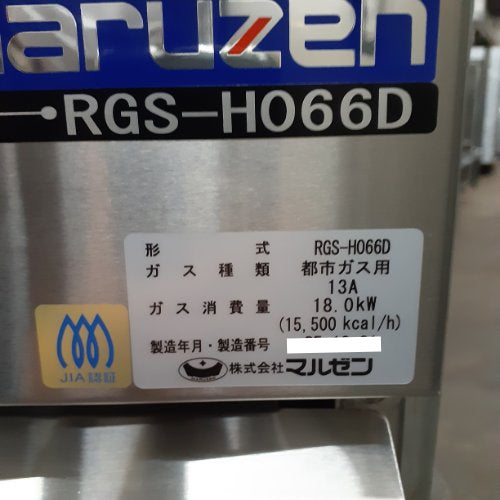 aruzen
RGS-H066D
形式 RGS-H066D
ガス種類 都市ガス用
13A
ガス消費量 18.0kW
(15,500 kcal/h)
製造年月・製造番号
株式会社マルゼン
JIA認証